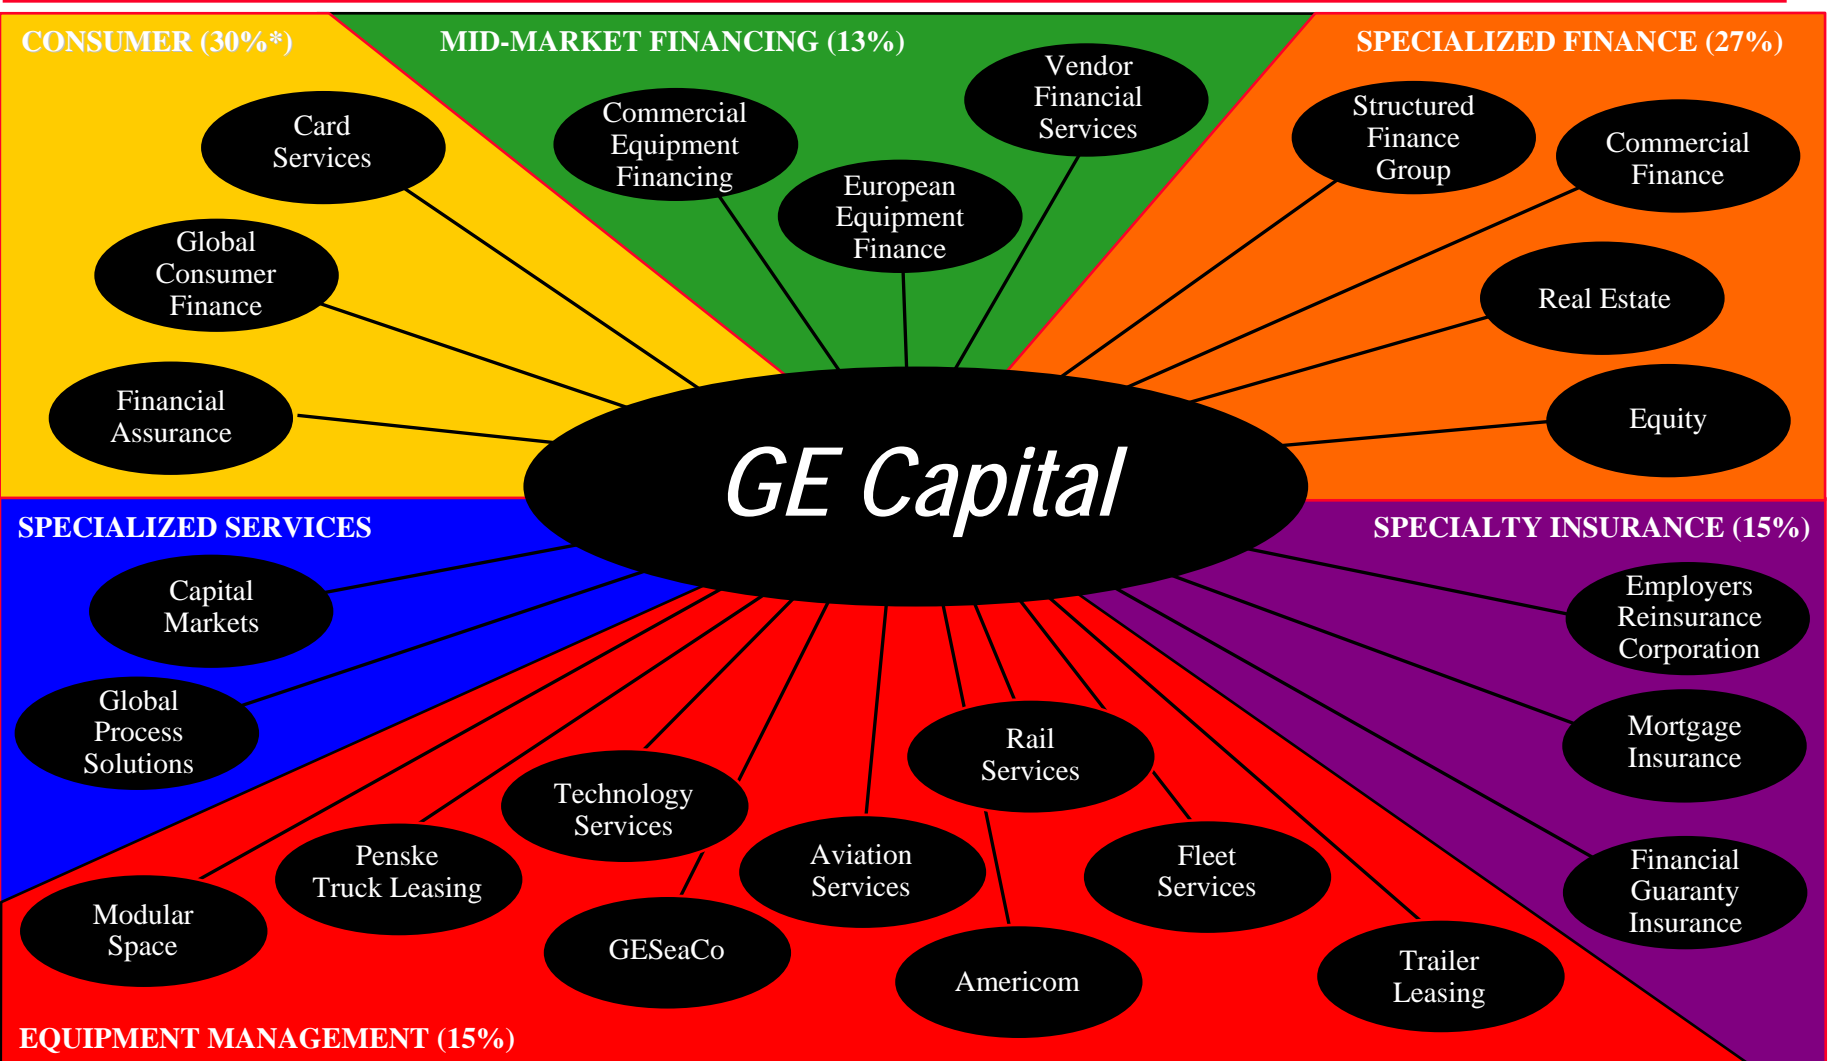 CONSUMER (30%*)
MID-MARKET FINANCING (13%)
SPECIALIZED FINANCE (27%)
Card
Services
Global
Consumer
Finance
Financial
Assurance
Commercial
Equipment
Financing
European
Equipment
Finance
Vendor
Financial
Services
Structured
Finance
Group
Commercial
Finance
Real Estate
Equity
GE Capital
SPECIALIZED SERVICES
Capital
Markets
Global
Process
Solutions
SPECIALTY INSURANCE (15%)
Employers
Reinsurance
Corporation
Mortgage
Insurance
Financial
Guaranty
Insurance
Modular
Space
Penske
Truck Leasing
Technology
Services
GESeaCo
Aviation
Services
Rail
Services
Americom
Fleet
Services
Trailer
Leasing
EQUIPMENT MANAGEMENT (15%)